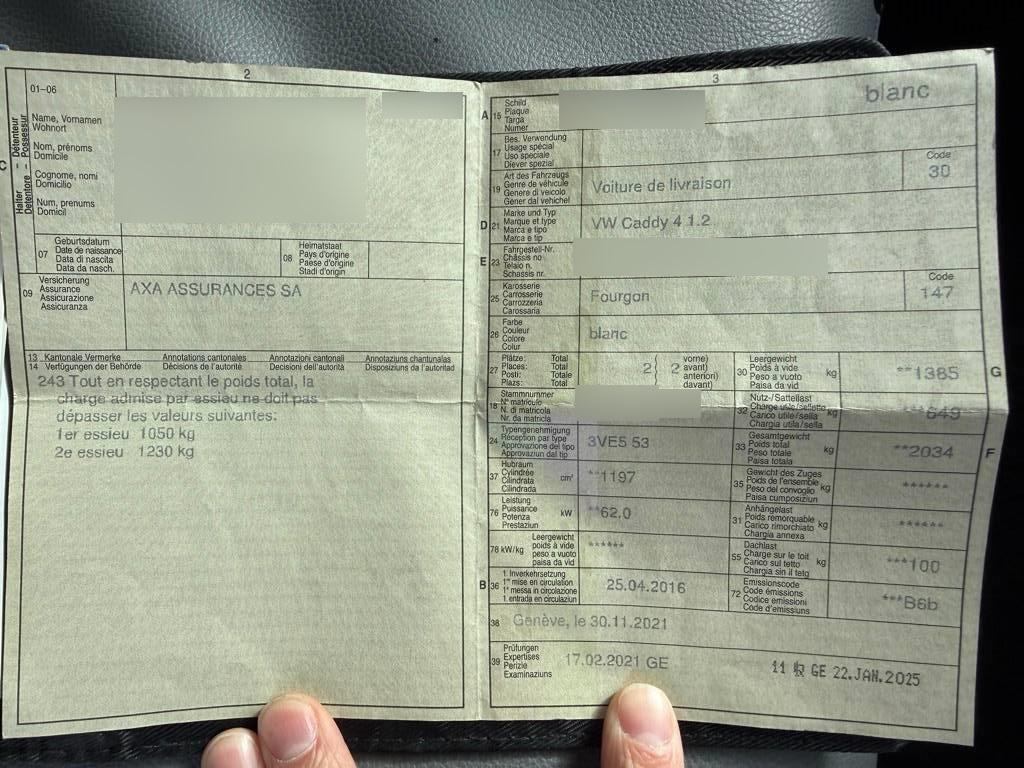 2
01-06
Halter - Détenteur
Detentore - Possessur
C
Name, Vornamen
Wohnort
Nom, prénoms
Domicile
Cognome, nomi
Domicilio
Num, prenums
Domicil
07
Geburtsdatum
Date de naissance
Data di nascita
Data da nasch.
08
Heimatstaat
Pays d'origine
Paese d'origine
Stadi d'origin
09
Versicherung
Assurance
Assicurazione
Assicuranza
AXA ASSURANCES SA
13 Kantonale Vermerke Annotations cantonales Annotazioni cantonali Annotaziuns chantunalas
14 Verfügungen der Behörde Décisions de l'autorité Decisioni dell'autorità Disposiziuns da l'autoritad
243 Tout en respectant le poids total, la
charge admise par essieu ne doit pas
dépasser les valeurs suivantes:
1er essieu 1050 kg
2e essieu 1230 kg
3
blanc
A 15
Schild
Plaque
Targa
Numer
17
Bes. Verwendung
Usage spécial
Uso speciale
Diever spezial
19
Art des Fahrzeugs
Genre de véhicule
Genere di veicolo
Gener dal vehichel
Voiture de livraison
Code
30
D 21
Marke und Typ
Marque et type
Marca e tipo
Marca e tip
VW Caddy 4 1.2
E 23
Fahrgestell-Nr.
Châssis no
Telaio n.
Schassis nr.
25
Karosserie
Carrosserie
Carrozzeria
Carossaria
Fourgon
Code
147
26
Farbe
Couleur
Colore
Colur
blanc
27
Plätze: Total
Places: Total
Posti: Totale
Plazs: Total
2 { 2
vorne)
avant)
anteriori)
davant)
30
Leergewicht
Poids à vide
Peso a vuoto
Paisa da vid
kg
**1385
G
18
Stammnummer
N° matricule
N. di matricola
Nr. da matricla
32
Nutz-/Sattellast
Charge utile/sellette
Carico utile/sella
Chargia utila/sella
kg
**649
24
Typengenehmigung
Réception par type
Approvazione del tipo
Approvaziun dal tip
3VE5 53
33
Gesamtgewicht
Poids total
Peso totale
Paisa totala
kg
**2034
F
37
Hubraum
Cylindrée
Cilindrata
Cilindrada
cm³
**1197
35
Gewicht des Zuges
Poids de l'ensemble
Peso del convoglio
Paisa cumposiziun
kg
******
76
Leistung
Puissance
Potenza
Prestaziun
kW
**62,0
31
Anhängelast
Poids remorquable
Carico rimorchiato
Chargia annexa
kg
******
78 kW/kg
Leergewicht
poids à vide
peso a vuoto
paisa da vid
******
55
Dachlast
Charge sur le toit
Carico sul tetto
Chargia sin il tetg
kg
***100
B 36
1. Inverkehrsetzung
1re mise en circulation
1a messa in circolazione
1. entrada en circulaziun
25.04.2016
72
Emissionscode
Code émissions
Codice emissioni
Code d'emissiuns
***B6b
38
Genève, le 30.11.2021
39
Prüfungen
Expertises
Perizie
Examinaziuns
17.02.2021 GE
11 GE 22.JAN.2025